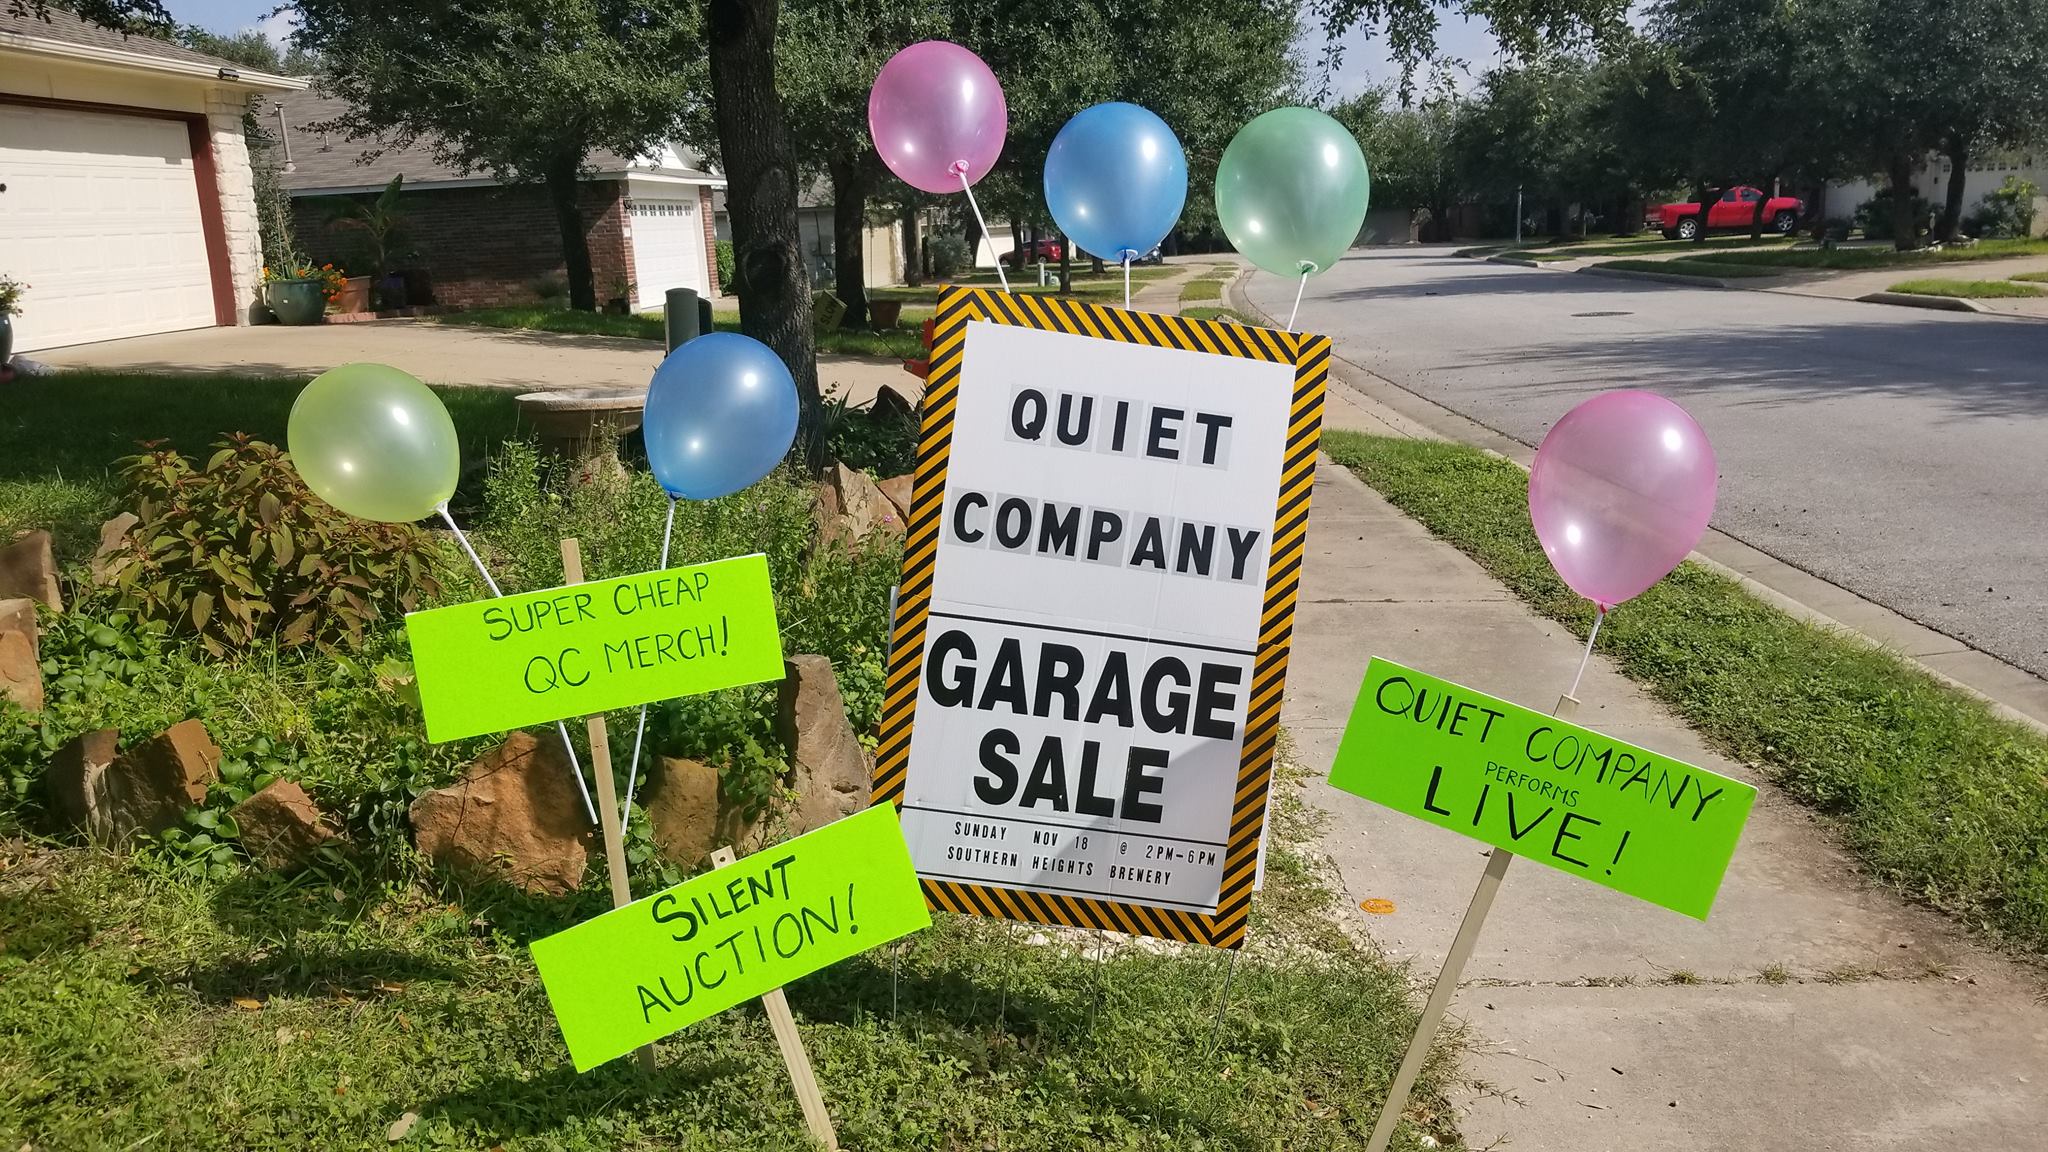 SUPER CHEAP
QC MERCH!
SILENT
AUCTION!
QUIET
COMPANY
GARAGE
SALE
SUNDAY NOV 18 @ 2PM-6PM
SOUTHERN HEIGHTS BREWERY
QUIET COMPANY
PERFORMS
LIVE!
SLOW